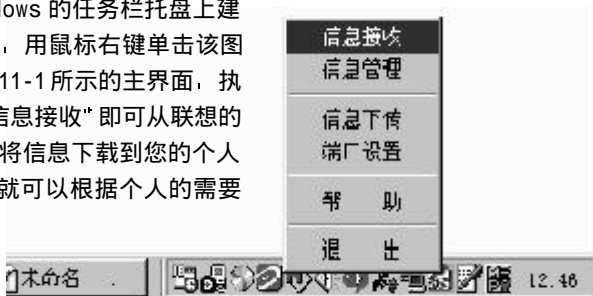 dows 的任务栏托盘上建
，用鼠标右键单击该图
11-1 所示的主界面，执
信息接收" 即可从联想的
将信息下载到您的个人
就可以根据个人的需要
信息接收
信息管理
信息下传
端厂设置
帮 助
退 出
未命名
12.46